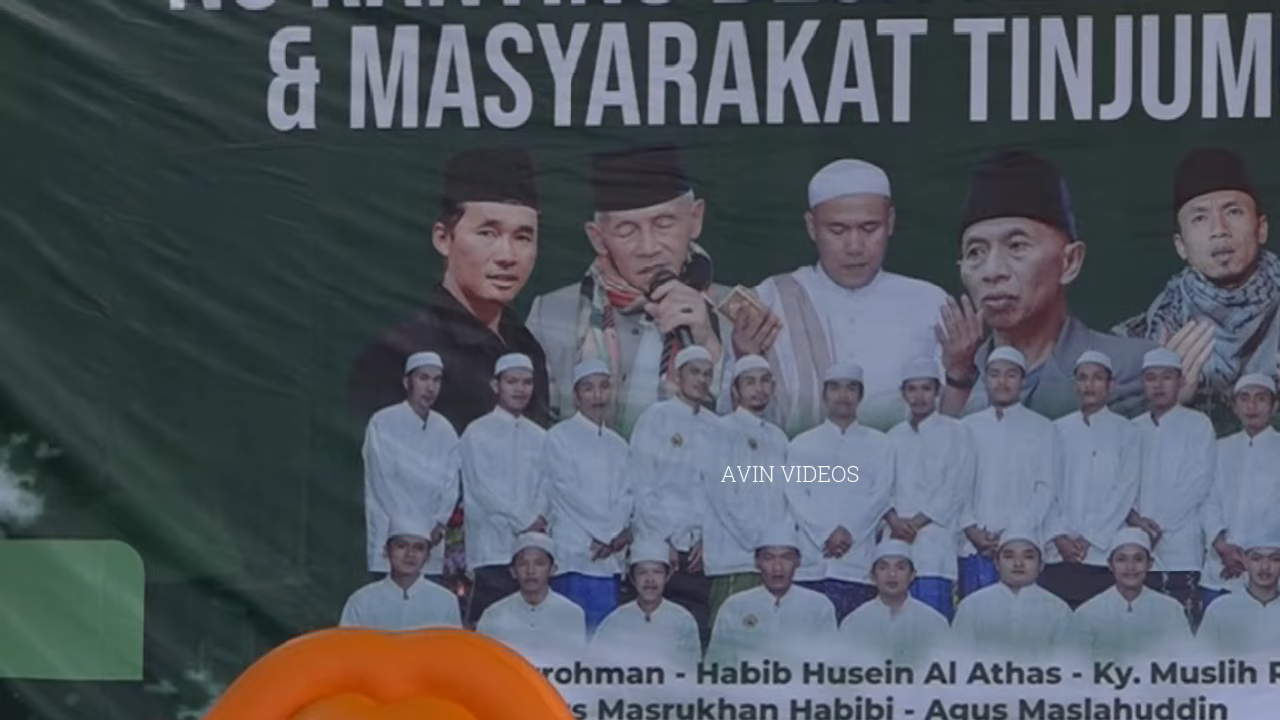 & MASYARAKAT TINJUM
AVIN VIDEOS
rohman - Habib Husein Al Athas - Ky. Muslih
Masrukhan Habibi - Agus Maslahuddin